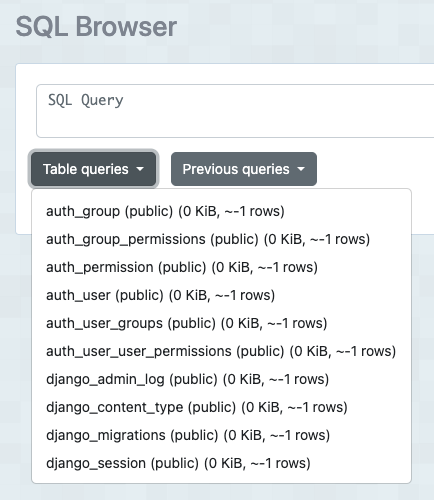 SQL Browser
SQL Query
Table queries
Previous queries
auth_group (public) (0 KiB, ~-1 rows)
auth_group_permissions (public) (0 KiB, ~-1 rows)
auth_permission (public) (0 KiB, ~-1 rows)
auth_user (public) (0 KiB, ~-1 rows)
auth_user_groups (public) (0 KiB, ~-1 rows)
auth_user_user_permissions (public) (0 KiB, ~-1 rows)
django_admin_log (public) (0 KiB, ~-1 rows)
django_content_type (public) (0 KiB, ~-1 rows)
django_migrations (public) (0 KiB, ~-1 rows)
django_session (public) (0 KiB, ~-1 rows)